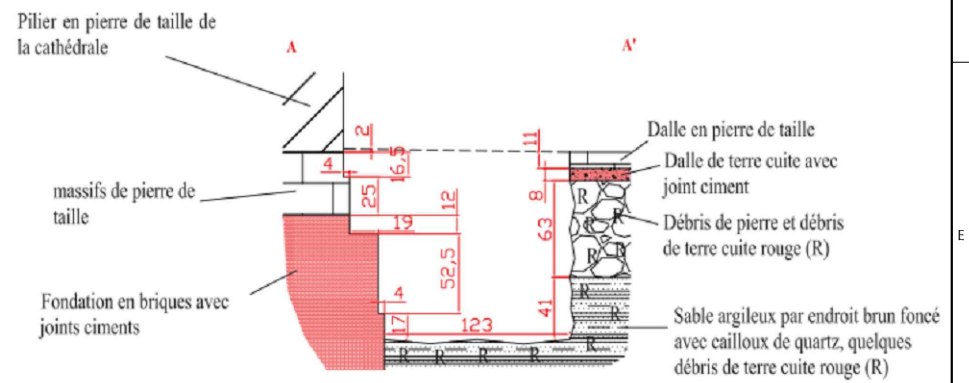 Pilier en pierre de taille de
la cathédrale
A
A'
2
11
4
16,5
Dalle en pierre de taille
Dalle de terre cuite avec
joint ciment
massifs de pierre de
taille
25
12
8
19
R
63
R
R
R
R
Débris de pierre et débris
de terre cuite rouge (R)
E
52,5
Fondation en briques avec
joints ciments
4
41
R
R
17
123
R
R
R
R
R
Sable argileux par endroit brun foncé
avec cailloux de quartz, quelques
débris de terre cuite rouge (R)